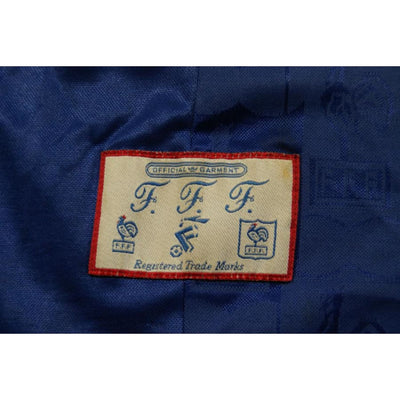 OFFICIAL GARMENT
F. F. F.
F.F.F. F.F.F.
Registered Trade Marks